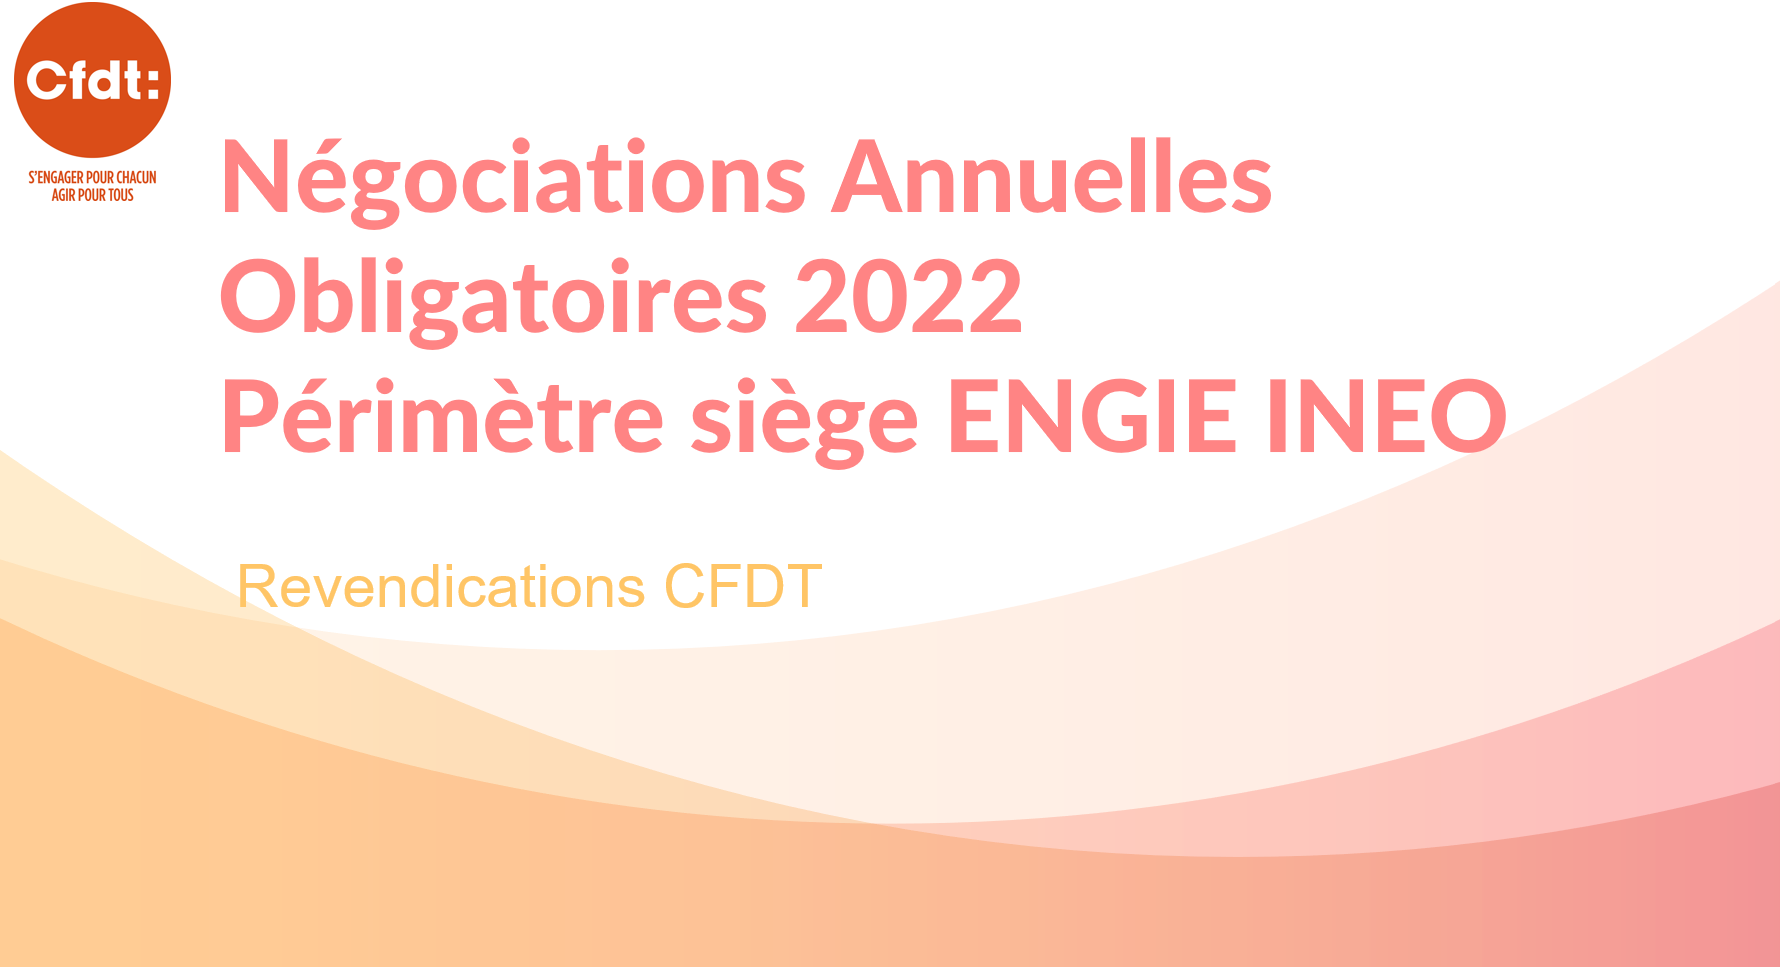 Cfdt:
S'ENGAGER POUR CHACUN
AGIR POUR TOUS
Négociations Annuelles
Obligatoires 2022
Périmètre siège ENGIE INEO
Revendications CFDT